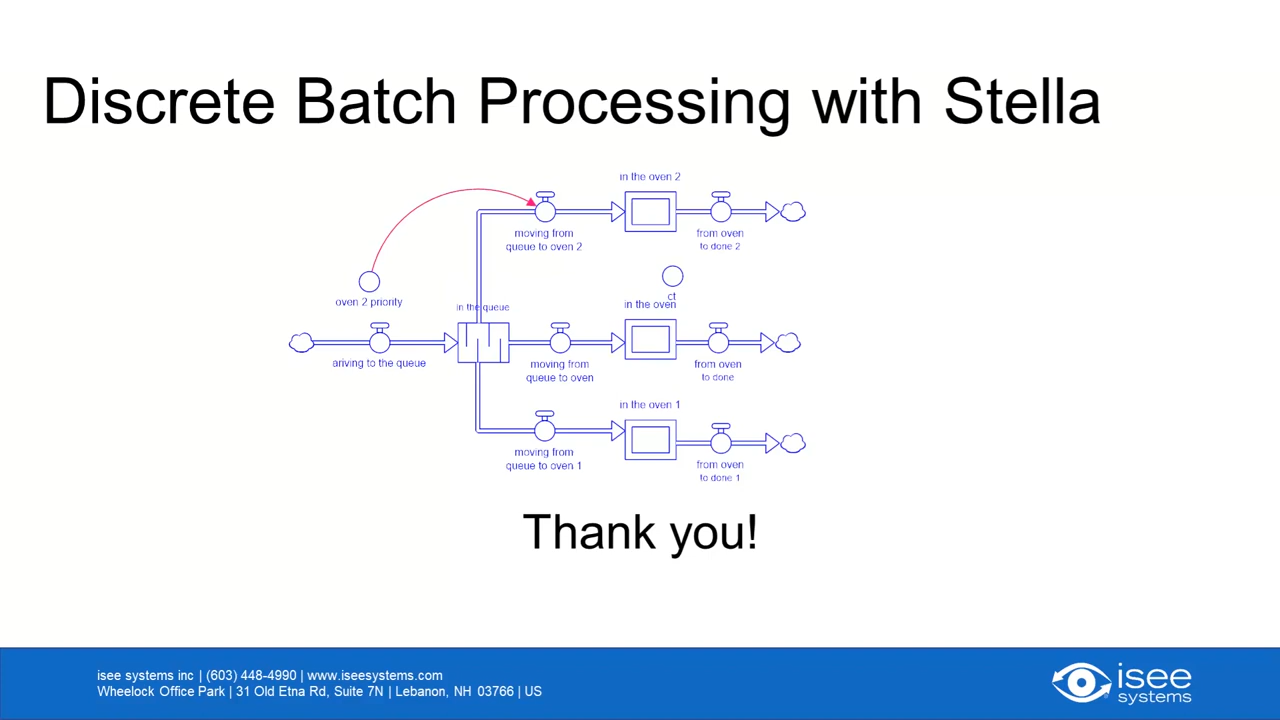 Discrete Batch Processing with Stella
in the oven 2
moving from
queue to oven 2
from oven
to done 2
oven 2 priority
ct
in the queue
in the oven
ariving to the queue
moving from
queue to oven
from oven
to done
in the oven 1
moving from
queue to oven 1
from oven
to done 1
Thank you!
isee systems inc | (603) 448-4990 | www.iseesystems.com
Wheelock Office Park | 31 Old Etna Rd, Suite 7N | Lebanon, NH 03766 | US
isee
systems